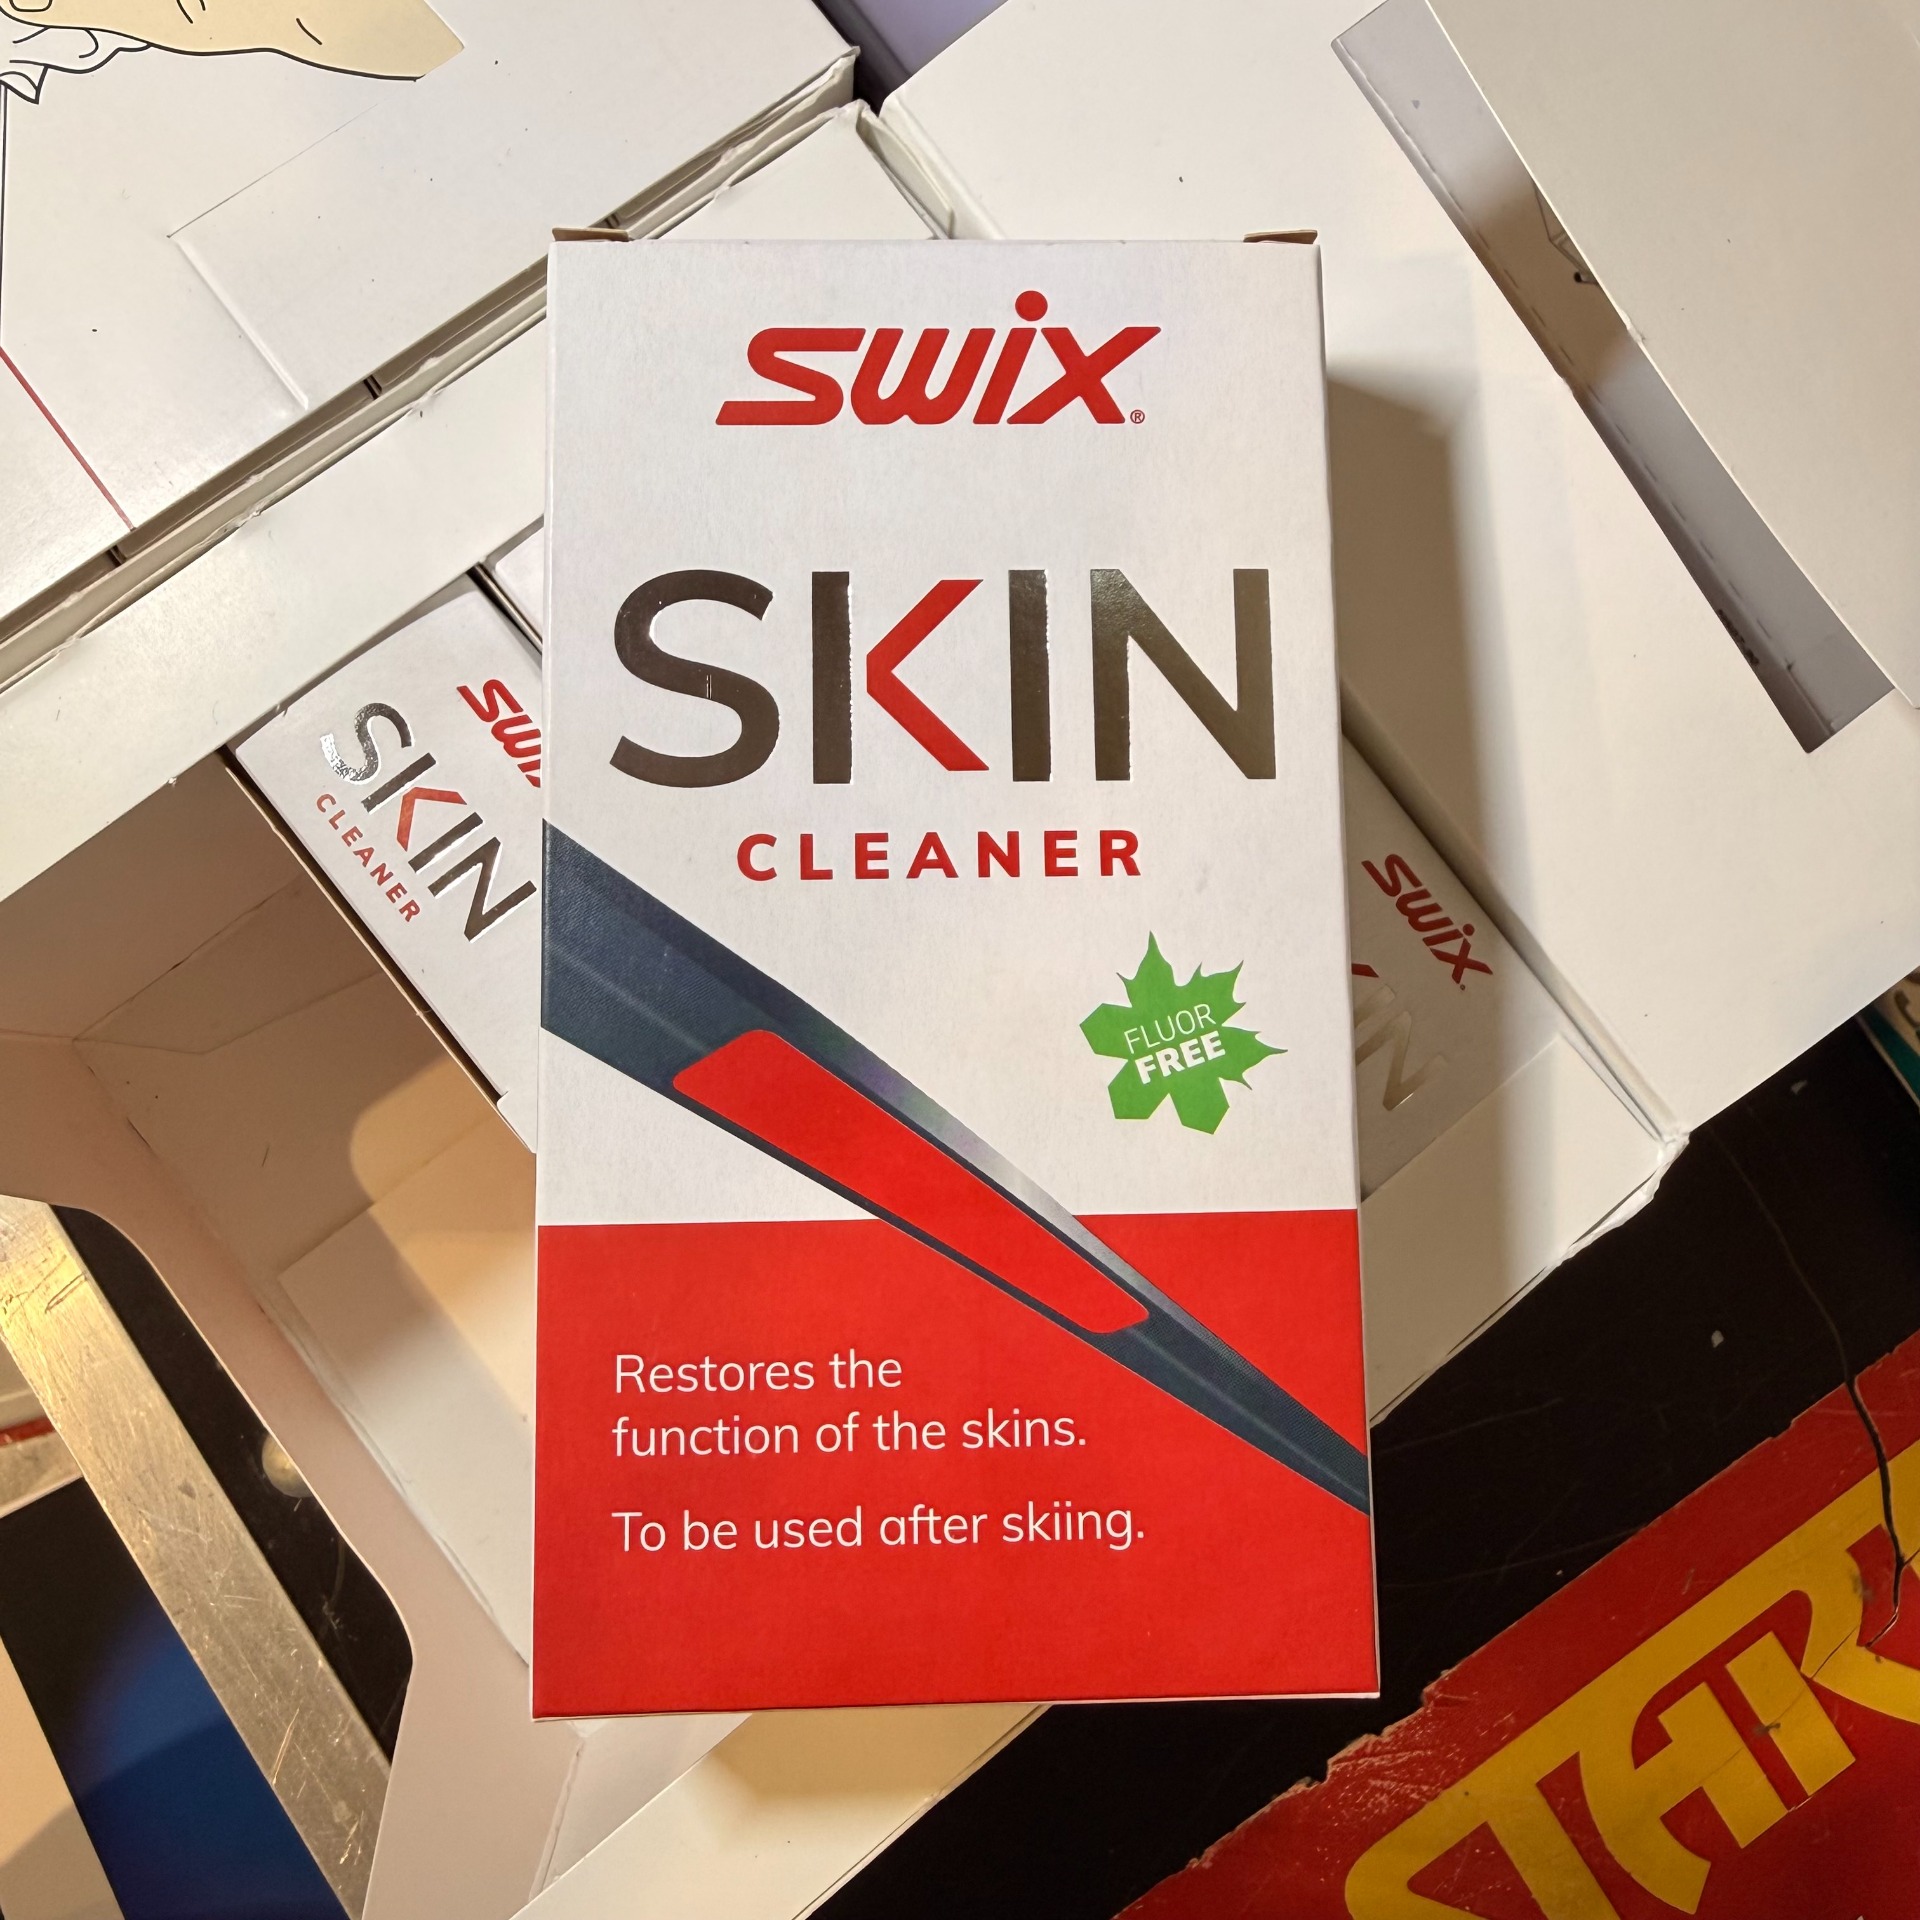 SWIX®
SKIN
CLEANER
FLUOR
FREE
Restores the
function of the skins.
To be used after skiing.
SKIN
CLEANER
SWIX